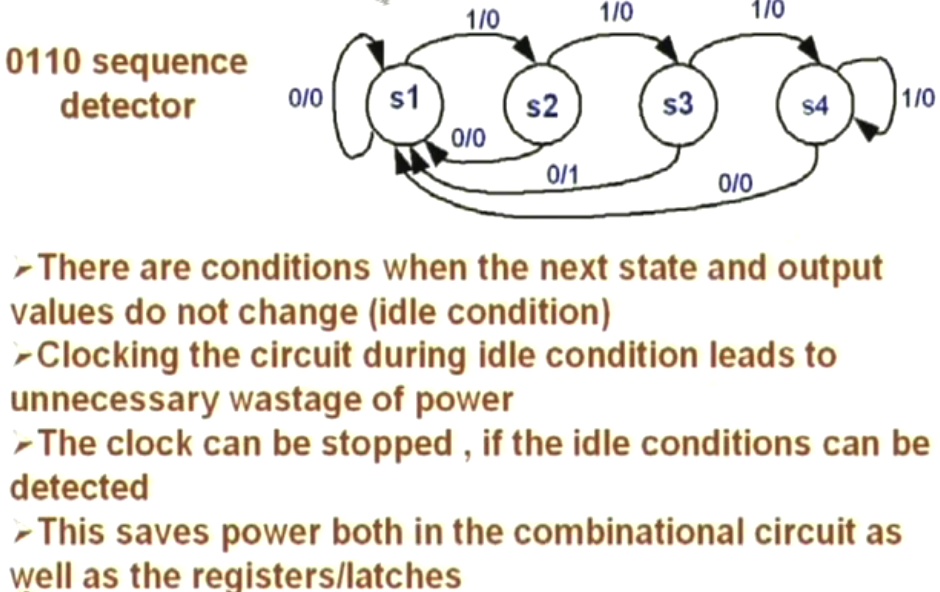 0110 sequence
detector
1/0
1/0
1/0
0/0
s1
s2
s3
s4
1/0
0/0
0/1
0/0
➢There are conditions when the next state and output
values do not change (idle condition)
➢Clocking the circuit during idle condition leads to
unnecessary wastage of power
➢The clock can be stopped , if the idle conditions can be
detected
➢This saves power both in the combinational circuit as
well as the registers/latches